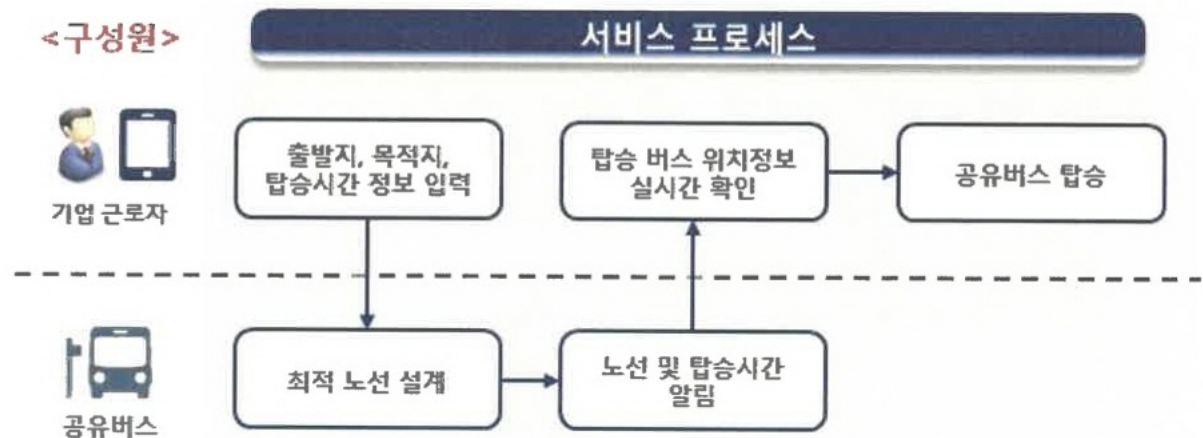 <구성원>
서비스 프로세스
기업 근로자
출발지, 목적지,
탑승시간 정보 입력
탑승 버스 위치정보
실시간 확인
공유버스 탑승
공유버스
최적 노선 설계
노선 및 탑승시간
알림